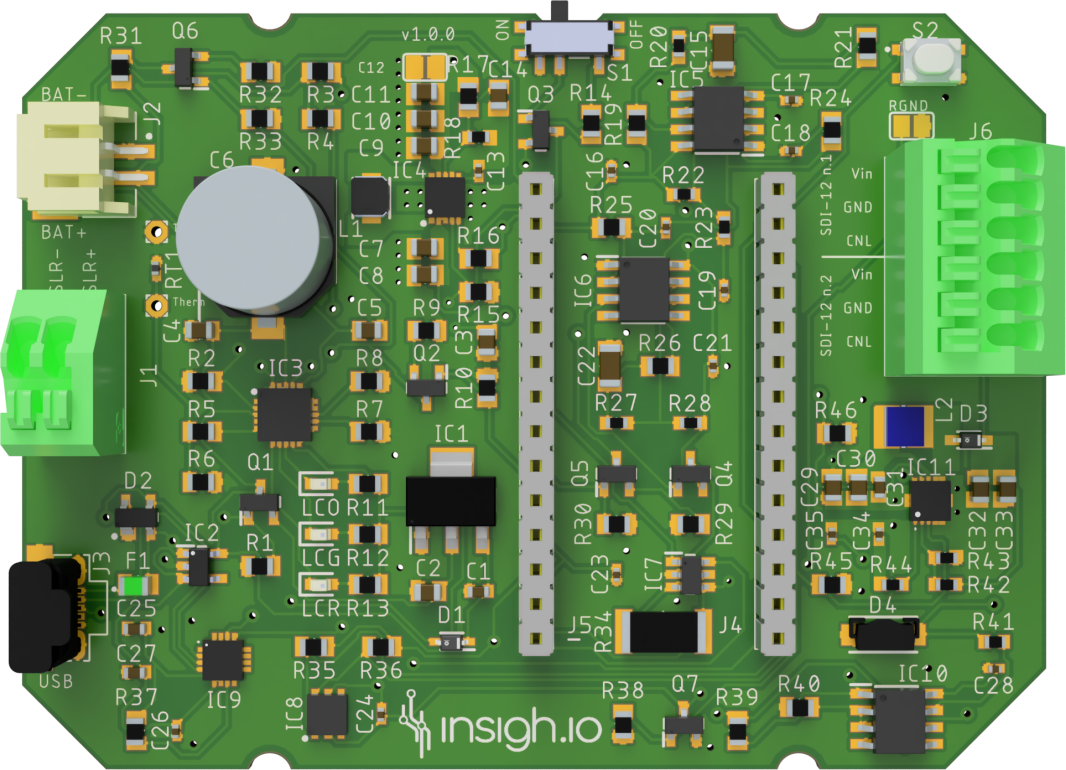 R31
Q6
v1.0.0
ON
OFF
S1
R20
C15
R21
S2
BAT-
J2
R32
R3
R33
R4
C12
C11
C10
C9
R17
C14
R18
C13
Q3
R14
R19
IC5
C17
R24
C18
RGND
J6
C6
IC4
L1
C16
R22
R25
C20
R23
SDI-12 n.1
Vin
GND
CNL
SDI-12 n.2
Vin
GND
CNL
BAT+
SLR-
SLR+
RT1
Therm
C7
C8
R16
R15
IC6
C19
C4
C5
R9
C3
R2
IC3
R8
Q2
R10
C22
R26
C21
J1
R5
R7
R27
R28
R46
L2
D3
R6
Q1
IC1
Q5
Q4
C29
C30
C31
IC11
C32
C33
D2
LCO
R11
R30
R29
C35
C34
IC2
R1
LCG
R12
C23
IC7
R43
J3
F1
LCR
R13
C2
C1
R45
R44
R42
C25
D1
J5
R34
J4
D4
R41
C27
USB
IC9
R35
R36
IC10
C28
R37
C26
IC8
C24
insigh.io
R38
Q7
R39
R40